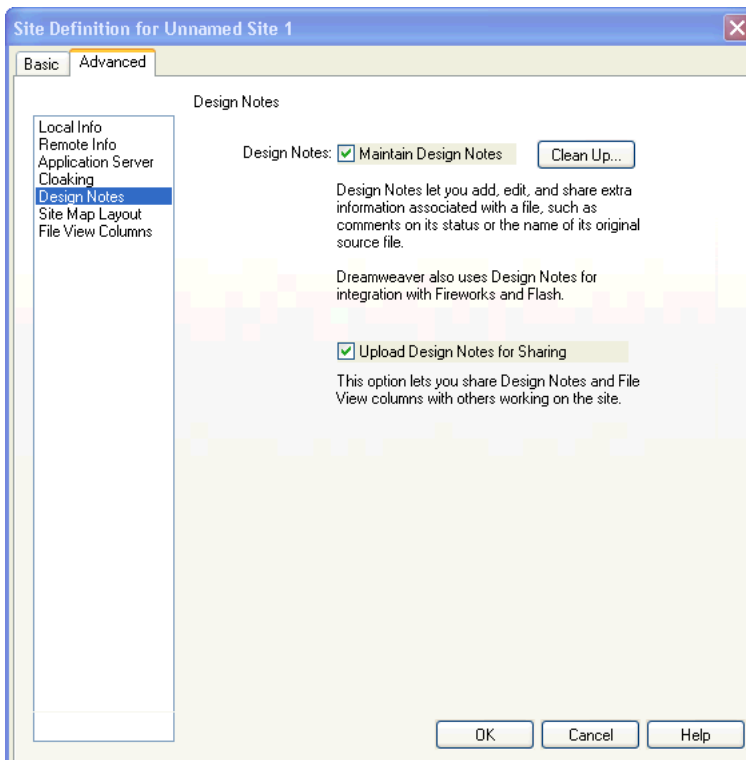 Site Definition for Unnamed Site 1
Basic
Advanced
Design Notes
Local Info
Remote Info
Application Server
Cloaking
Design Notes
Site Map Layout
File View Columns
Design Notes: Maintain Design Notes
Clean Up...
Design Notes let you add, edit, and share extra
information associated with a file, such as
comments on its status or the name of its original
source file.
Dreamweaver also uses Design Notes for
integration with Fireworks and Flash.
Upload Design Notes for Sharing
This option lets you share Design Notes and File
View columns with others working on the site.
OK
Cancel
Help